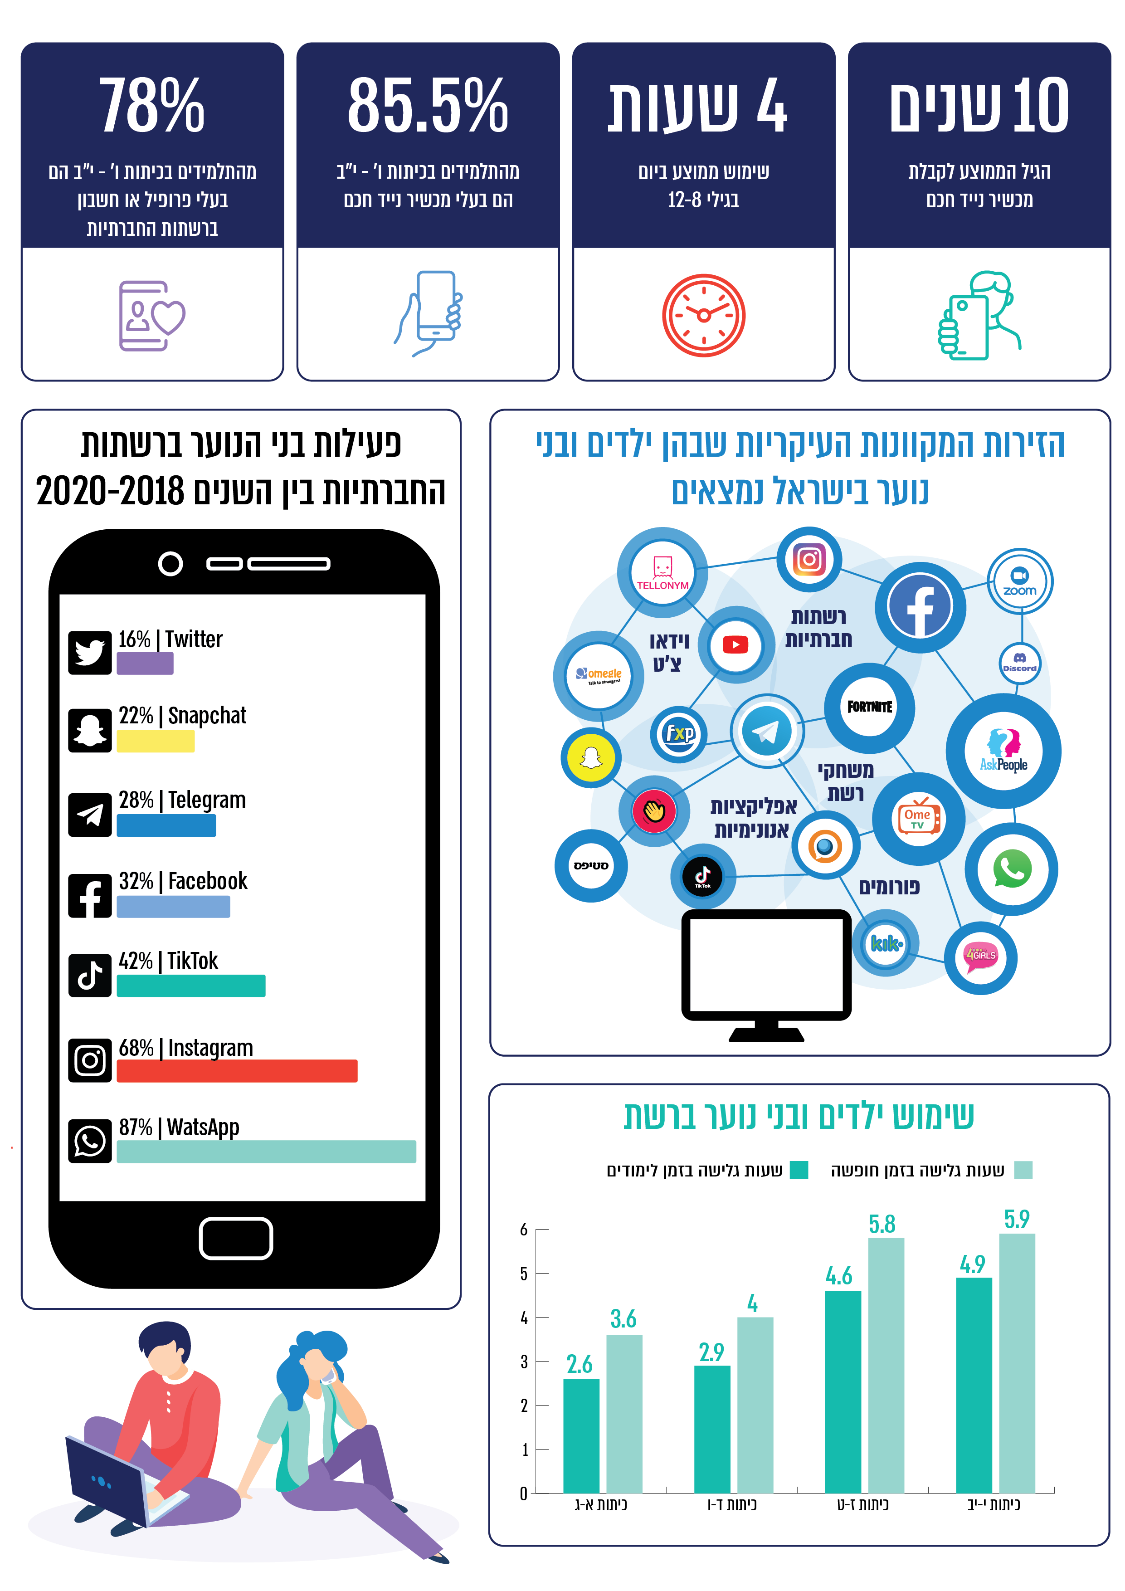 10 שנים
הגיל הממוצע לקבלת
מכשיר נייד חכם
4 שעות
שימוש ממוצע ביום
בגילי 12-8
85.5%
מהתלמידים בכיתות ו' - י"ב
הם בעלי מכשיר נייד חכם
78%
מהתלמידים בכיתות ו' - י"ב הם
בעלי פרופיל או חשבון
ברשתות החברתיות
הזירות המקוונות העיקריות שבהן ילדים ובני
נוער בישראל נמצאים
TELLONYM
zoom
רשתות
חברתיות
וידאו
צ'ט
Discord
omegle
Talk to strangers!
FORTNITE
fxp
AskPeople
משחקי
רשת
אפליקציות
אנונימיות
Ome
TV
סטיפס
TikTok
פורומים
kik
4GIRLS
פעילות בני הנוער ברשתות
החברתיות בין השנים 2020-2018
16% | Twitter
22% | Snapchat
28% | Telegram
32% | Facebook
42% | TikTok
68% | Instagram
87% | WatsApp
שימוש ילדים ובני נוער ברשת
שעות גלישה בזמן חופשה
שעות גלישה בזמן לימודים
6
5
4
3
2
1
0
2.6
3.6
2.9
4
4.6
5.8
4.9
5.9
כיתות א-ג
כיתות ד-ו
כיתות ז-ט
כיתות י-יב